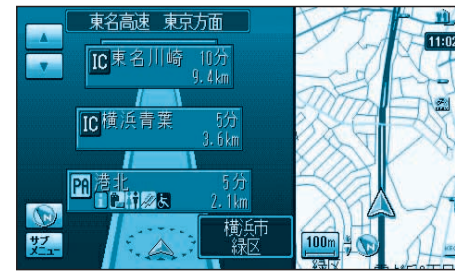 東名高速 東京方面
11:02
IC 東名川崎 10分
9.4km
IC 横浜青葉 5分
3.6km
PA 港北 5分
2.1km
横浜市
緑区
サブ
メニュー
100m